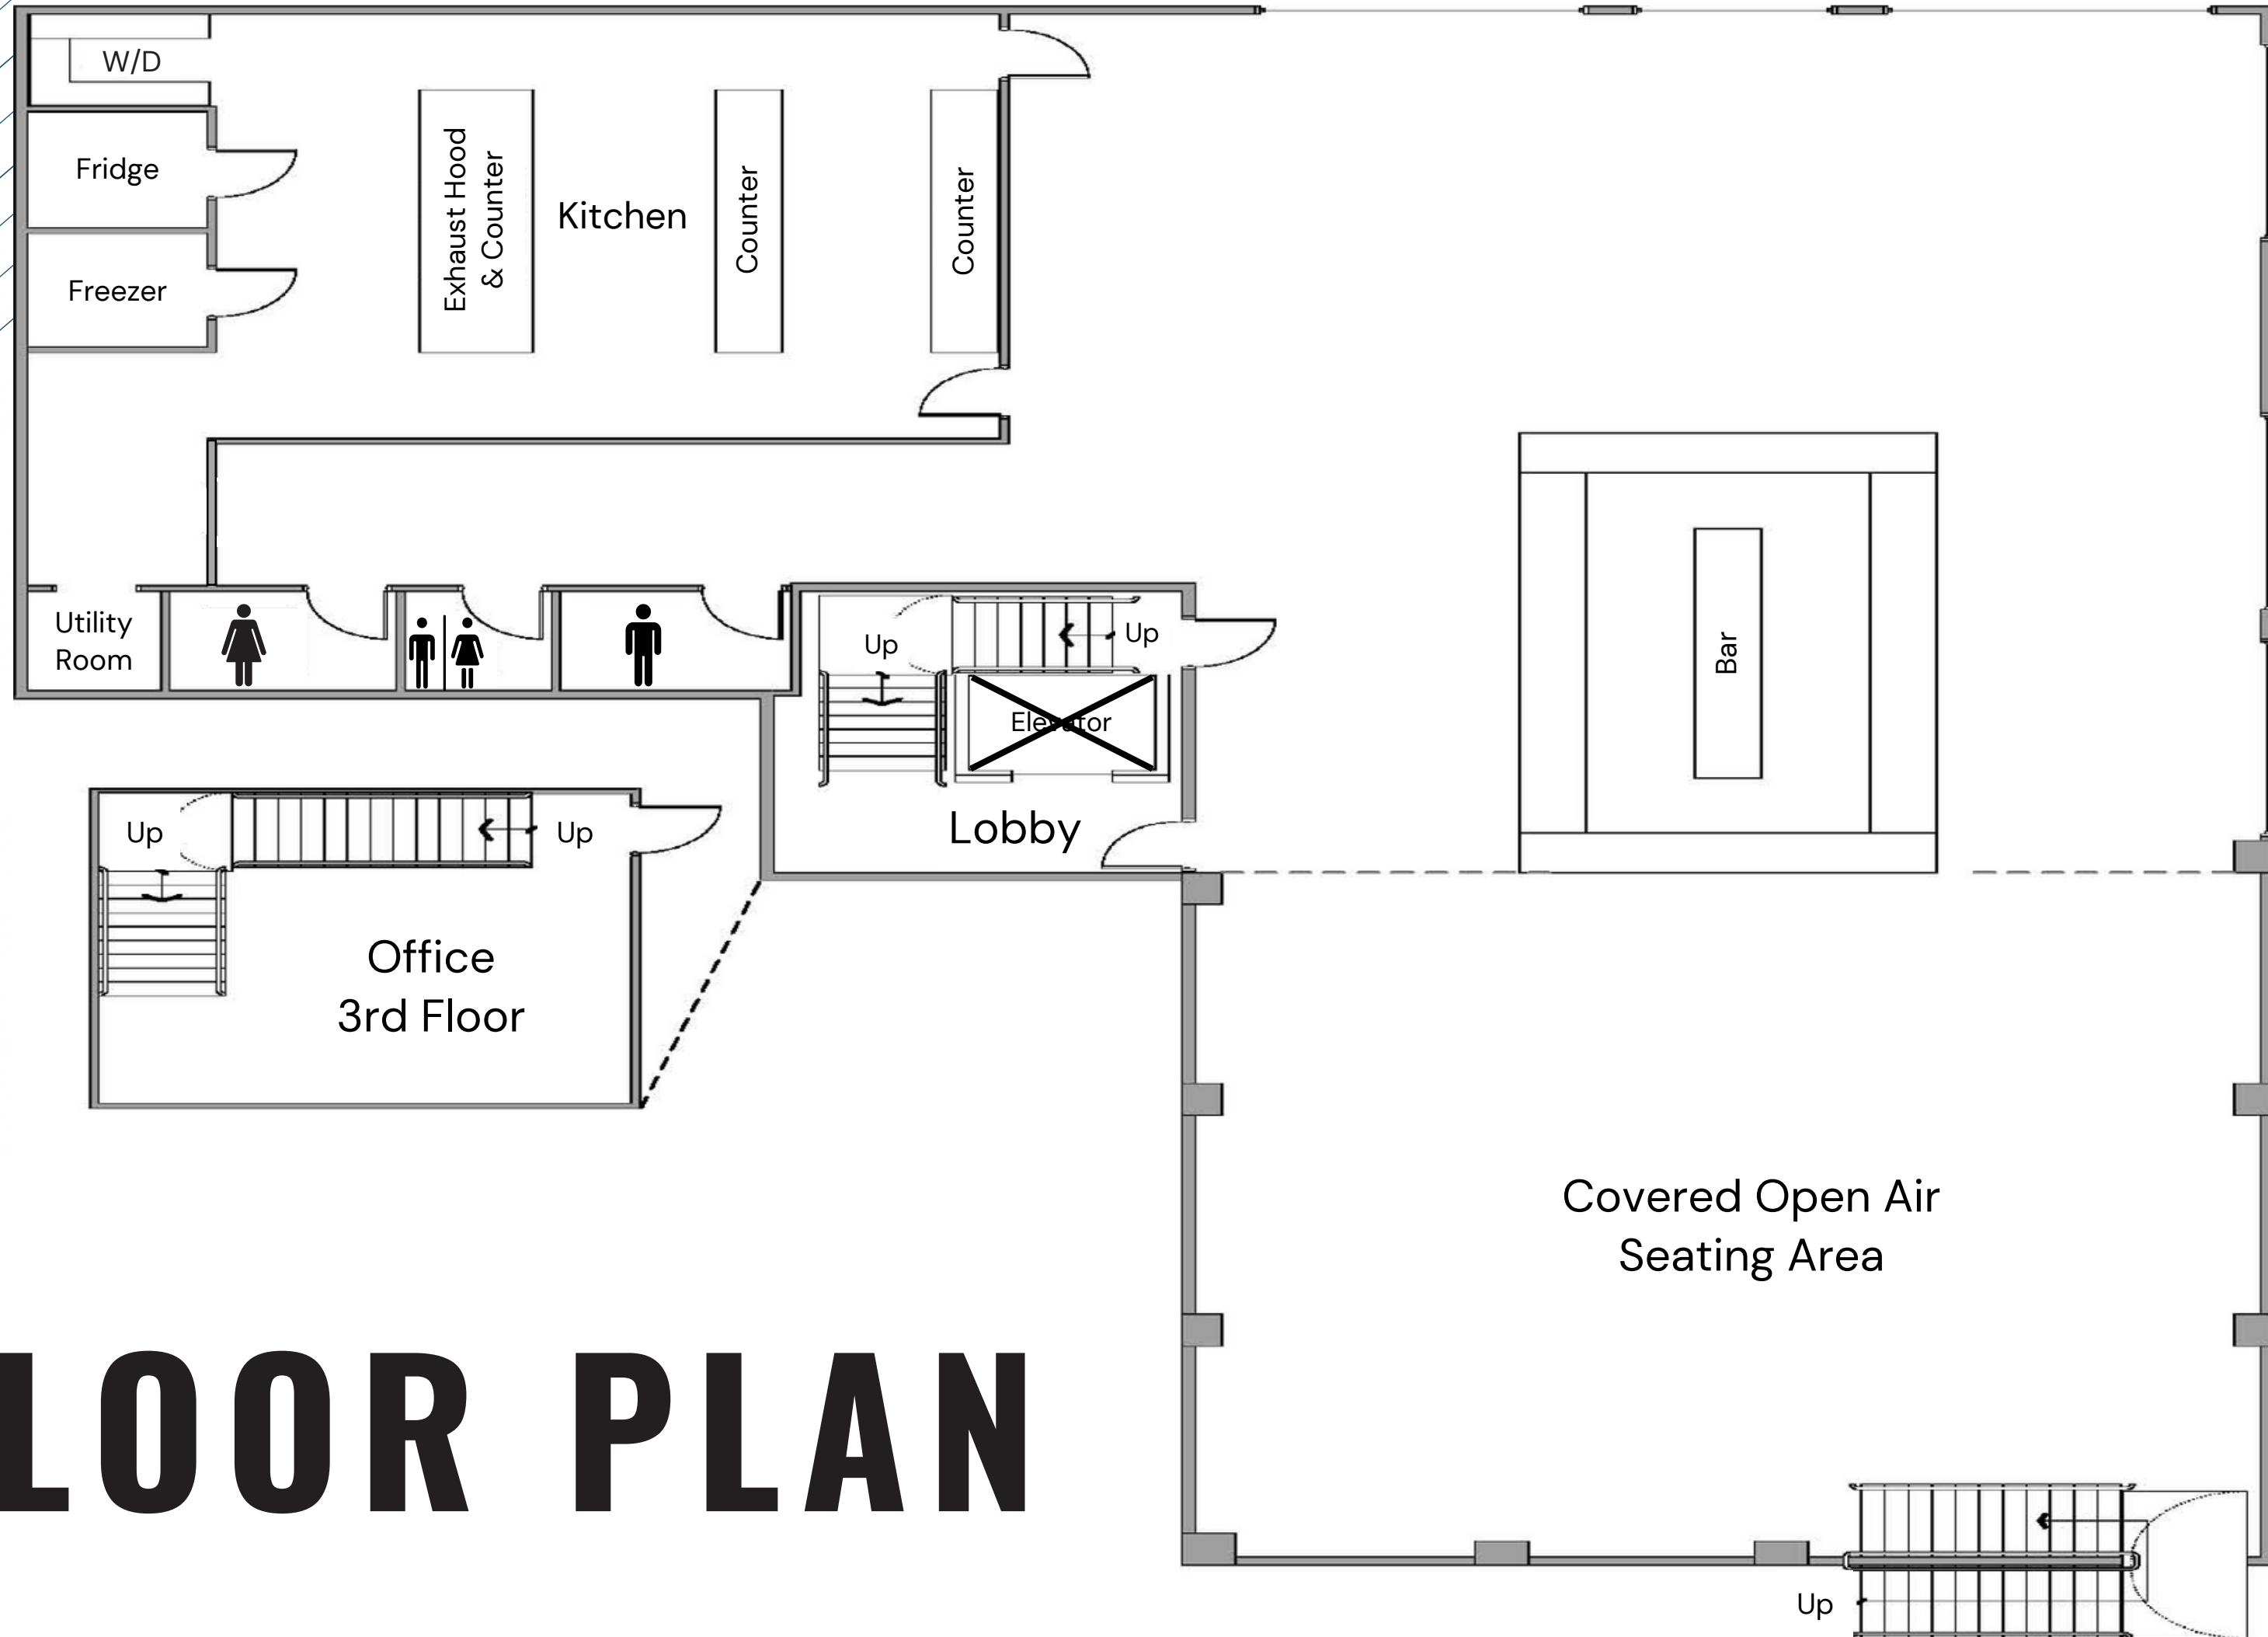 W/D
Fridge
Freezer
Exhaust Hood
& Counter
Kitchen
Counter
Counter
Utility
Room
Up
Up
Elevator
Lobby
Bar
Up
Up
Office
3rd Floor
Covered Open Air
Seating Area
LOOR PLAN
Up